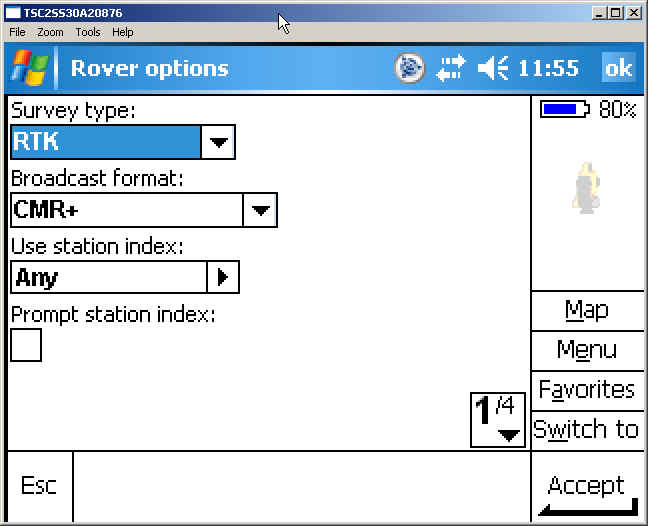 TSC2SS30A20876
File Zoom Tools Help
Rover options 11:55 ok
Survey type:
RTK
80%
Broadcast format:
CMR+
Use station index:
Any
Prompt station index:
Map
Menu
Favorites
1/4
Switch to
Esc
Accept